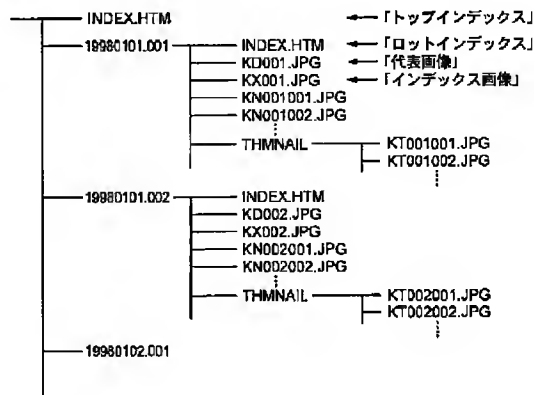 INDEX.HTM ← 「トップインデックス」
19980101.001 INDEX.HTM ← 「ロットインデックス」
KD001.JPG ← 「代表画像」
KX001.JPG ← 「インデックス画像」
KN001001.JPG
KN001002.JPG
THMNAIL KT001001.JPG
KT001002.JPG
19980101.002 INDEX.HTM
KD002.JPG
KX002.JPG
KN002001.JPG
KN002002.JPG
THMNAIL KT002001.JPG
KT002002.JPG
19980102.001